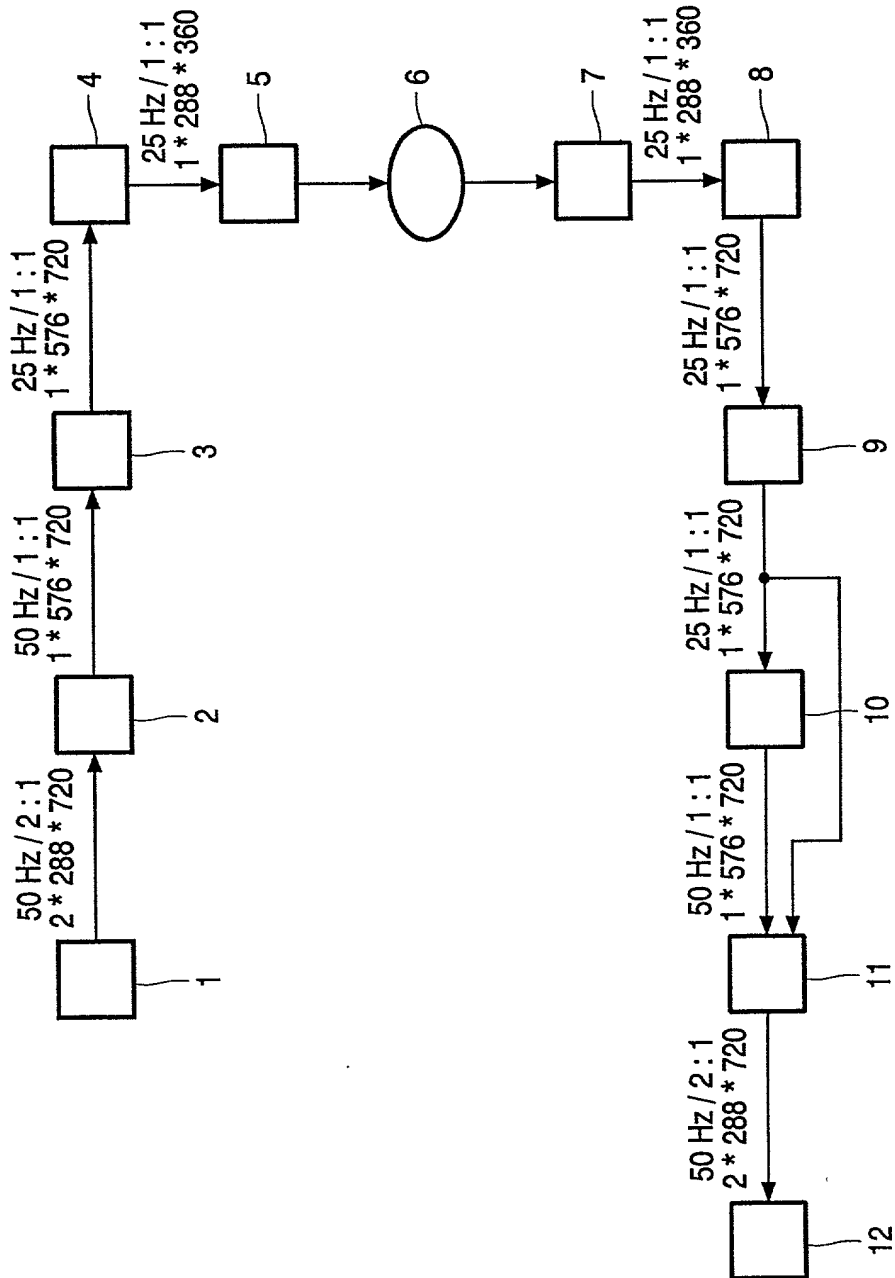 50 Hz / 2 : 1
2 * 288 * 720
50 Hz / 1 : 1
1 * 576 * 720
25 Hz / 1 : 1
1 * 576 * 720
1
2
3
4
25 Hz / 1 : 1
1 * 288 * 360
5
6
7
25 Hz / 1 : 1
1 * 288 * 360
8
50 Hz / 2 : 1
2 * 288 * 720
50 Hz / 1 : 1
1 * 576 * 720
25 Hz / 1 : 1
1 * 576 * 720
25 Hz / 1 : 1
1 * 576 * 720
12
11
10
9